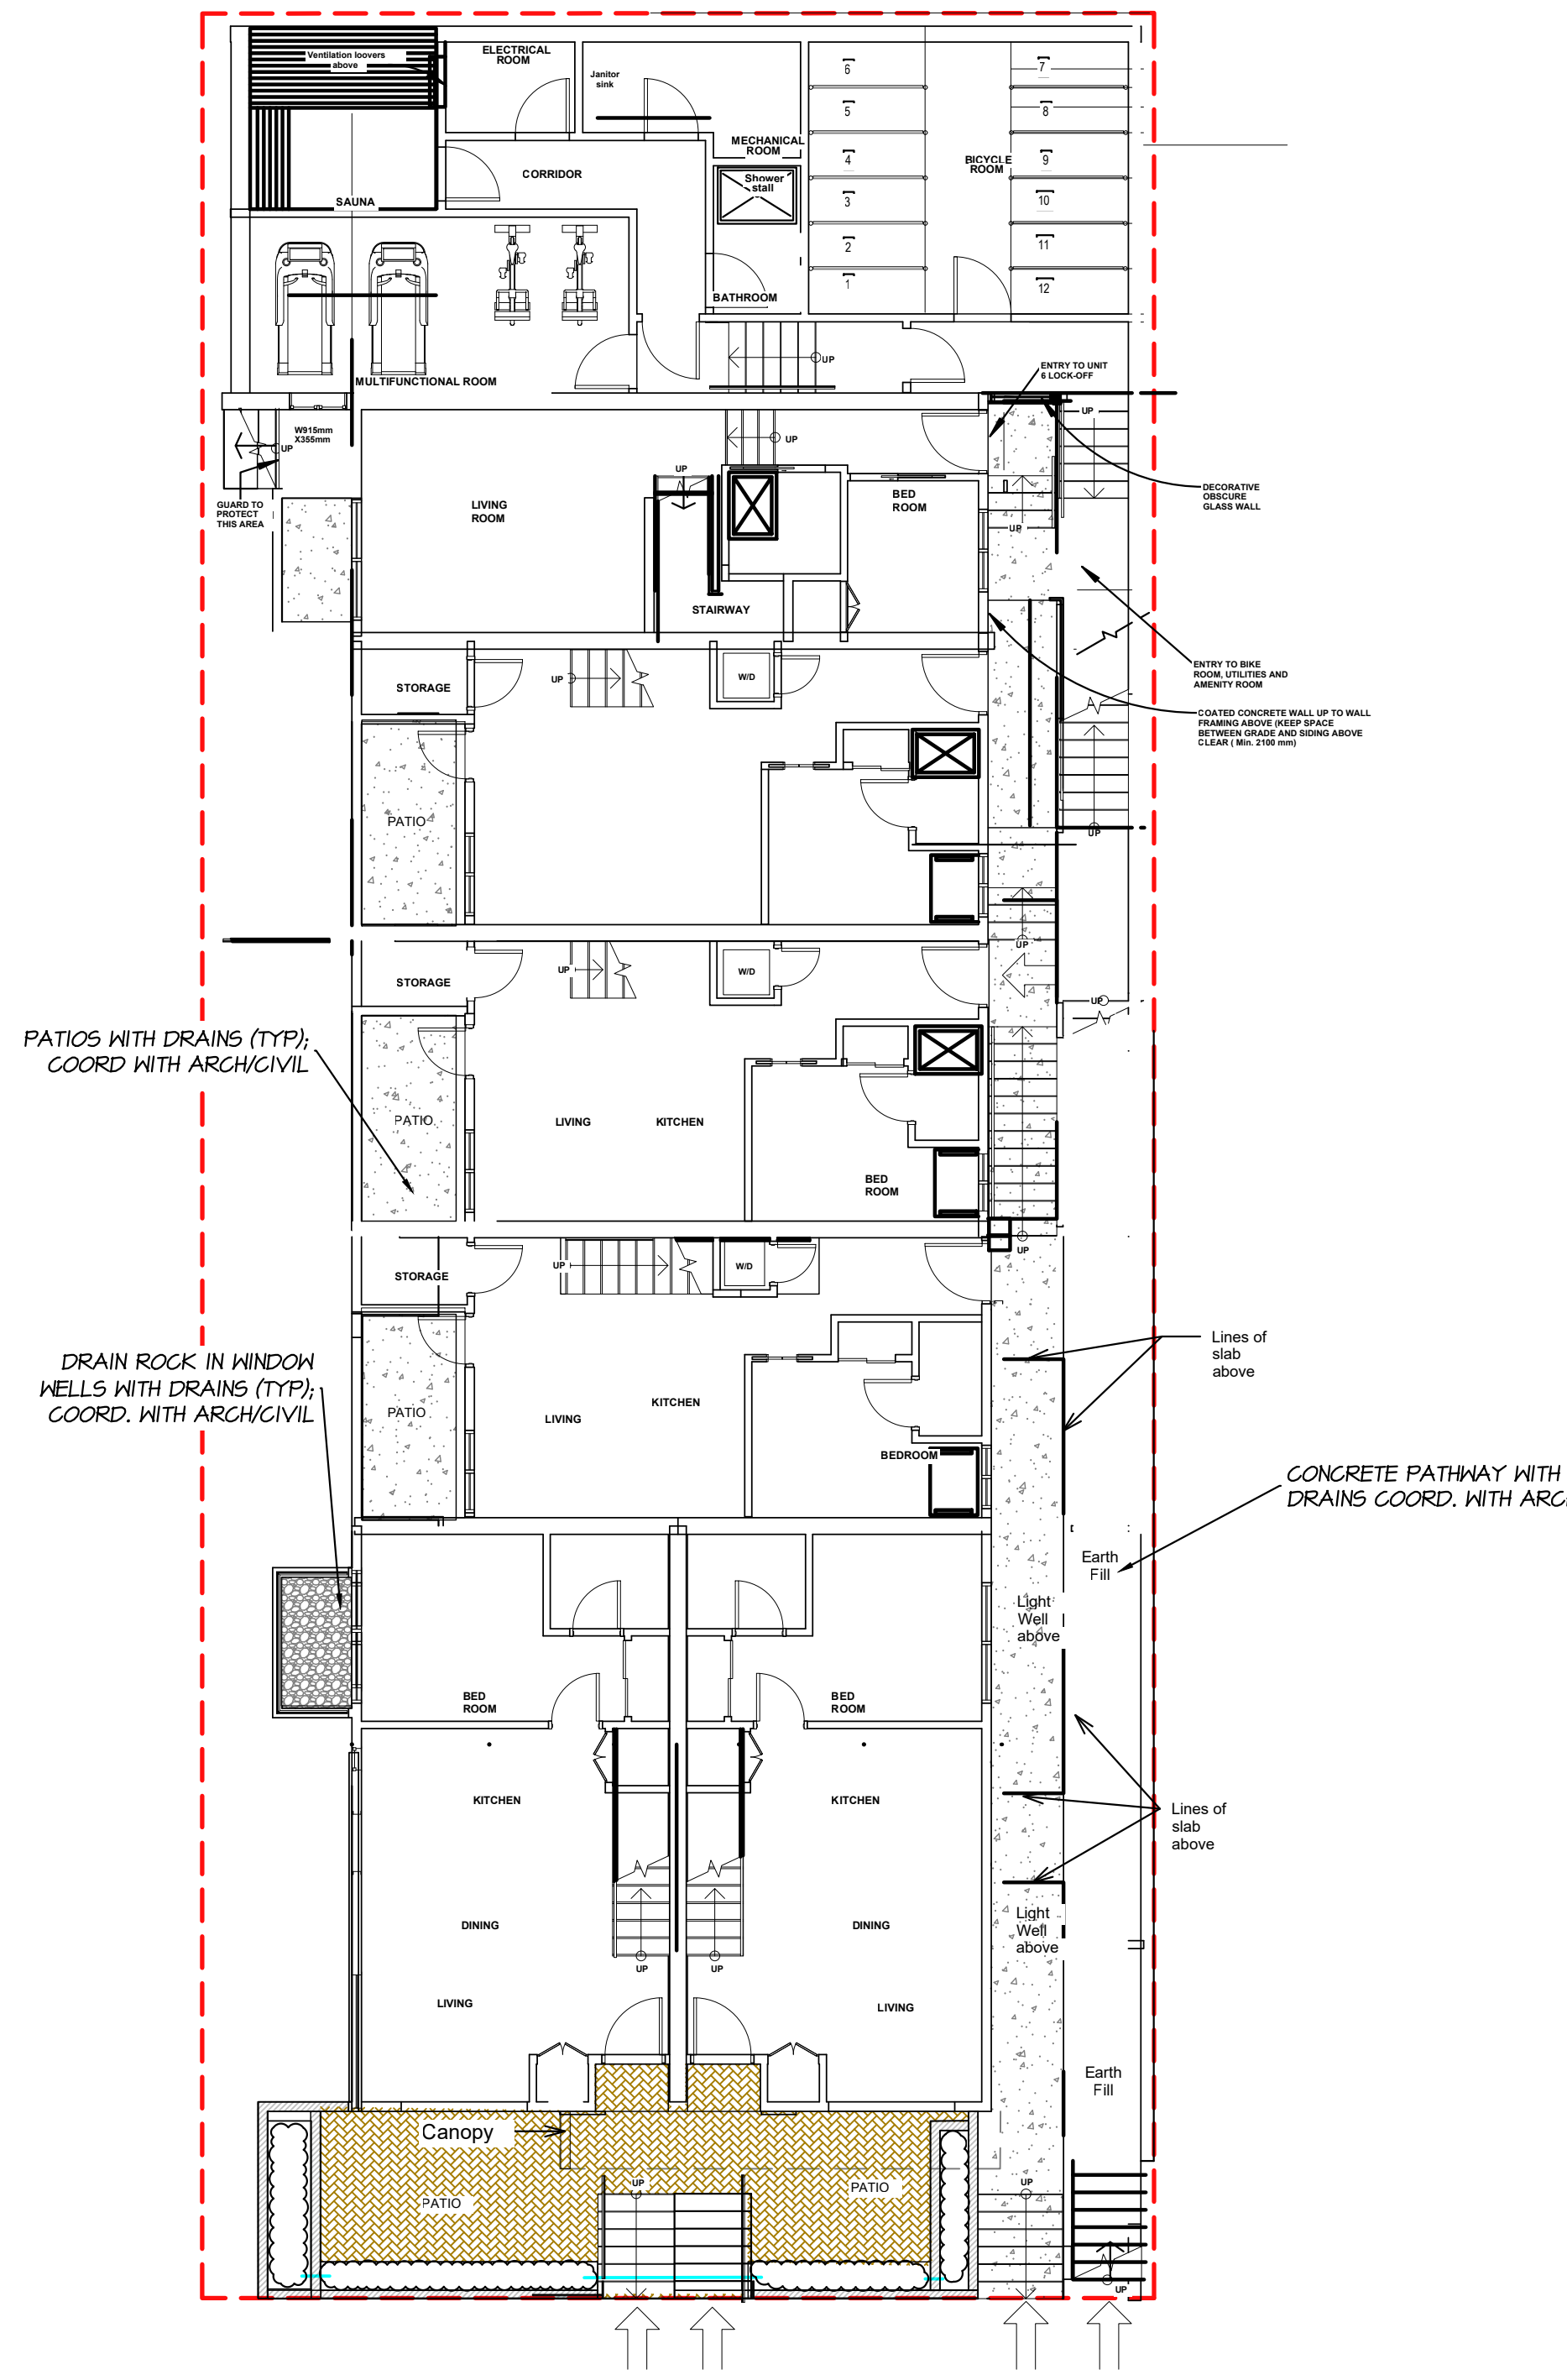 Ventilation loovers
above
ELECTRICAL
ROOM
Janitor
sink
6
7
5
8
MECHANICAL
ROOM
4
BICYCLE
ROOM
9
CORRIDOR
Shower
stall
SAUNA
3
10
2
11
1
12
BATHROOM
UP
MULTIFUNCTIONAL ROOM
ENTRY TO UNIT
6 LOCK-OFF
UP
W915mm
X355mm
UP
UP
UP
GUARD TO
PROTECT
THIS AREA
LIVING
ROOM
BED
ROOM
DECORATIVE
OBSCURE
GLASS WALL
UP
STAIRWAY
ENTRY TO BIKE
ROOM, UTILITIES AND
AMENITY ROOM
STORAGE
UP
W/D
COATED CONCRETE WALL UP TO WALL
FRAMING ABOVE (KEEP SPACE
BETWEEN GRADE AND SIDING ABOVE
CLEAR ( Min. 2100 mm)
PATIO
UP
UP
STORAGE
UP
W/D
UP
PATIOS WITH DRAINS (TYP);
COORD WITH ARCH/CIVIL
PATIO
LIVING
KITCHEN
BED
ROOM
UP
STORAGE
UP
W/D
Lines of
slab
above
DRAIN ROCK IN WINDOW
WELLS WITH DRAINS (TYP);
COORD. WITH ARCH/CIVIL
PATIO
LIVING
KITCHEN
BEDROOM
CONCRETE PATHWAY WITH
DRAINS COORD. WITH ARC
Earth
Fill
Light
Well
above
BED
ROOM
BED
ROOM
KITCHEN
KITCHEN
Lines of
slab
above
DINING
DINING
Light
Well
above
UP
UP
LIVING
LIVING
Earth
Fill
Canopy
UP
PATIO
PATIO
UP
UP